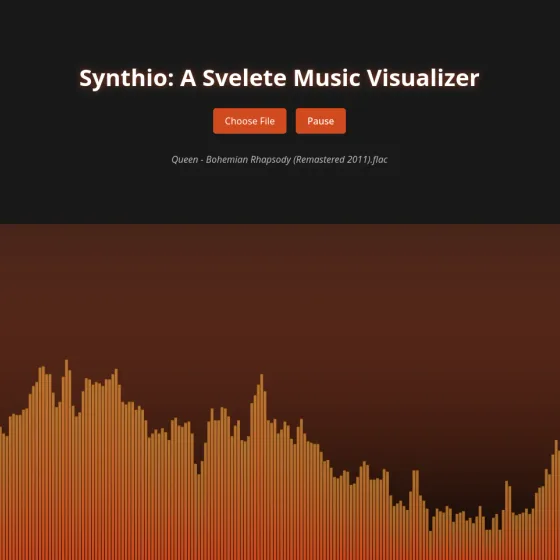 Synthio: A Svelete Music Visualizer
Choose File
Pause
Queen - Bohemian Rhapsody (Remastered 2011).flac